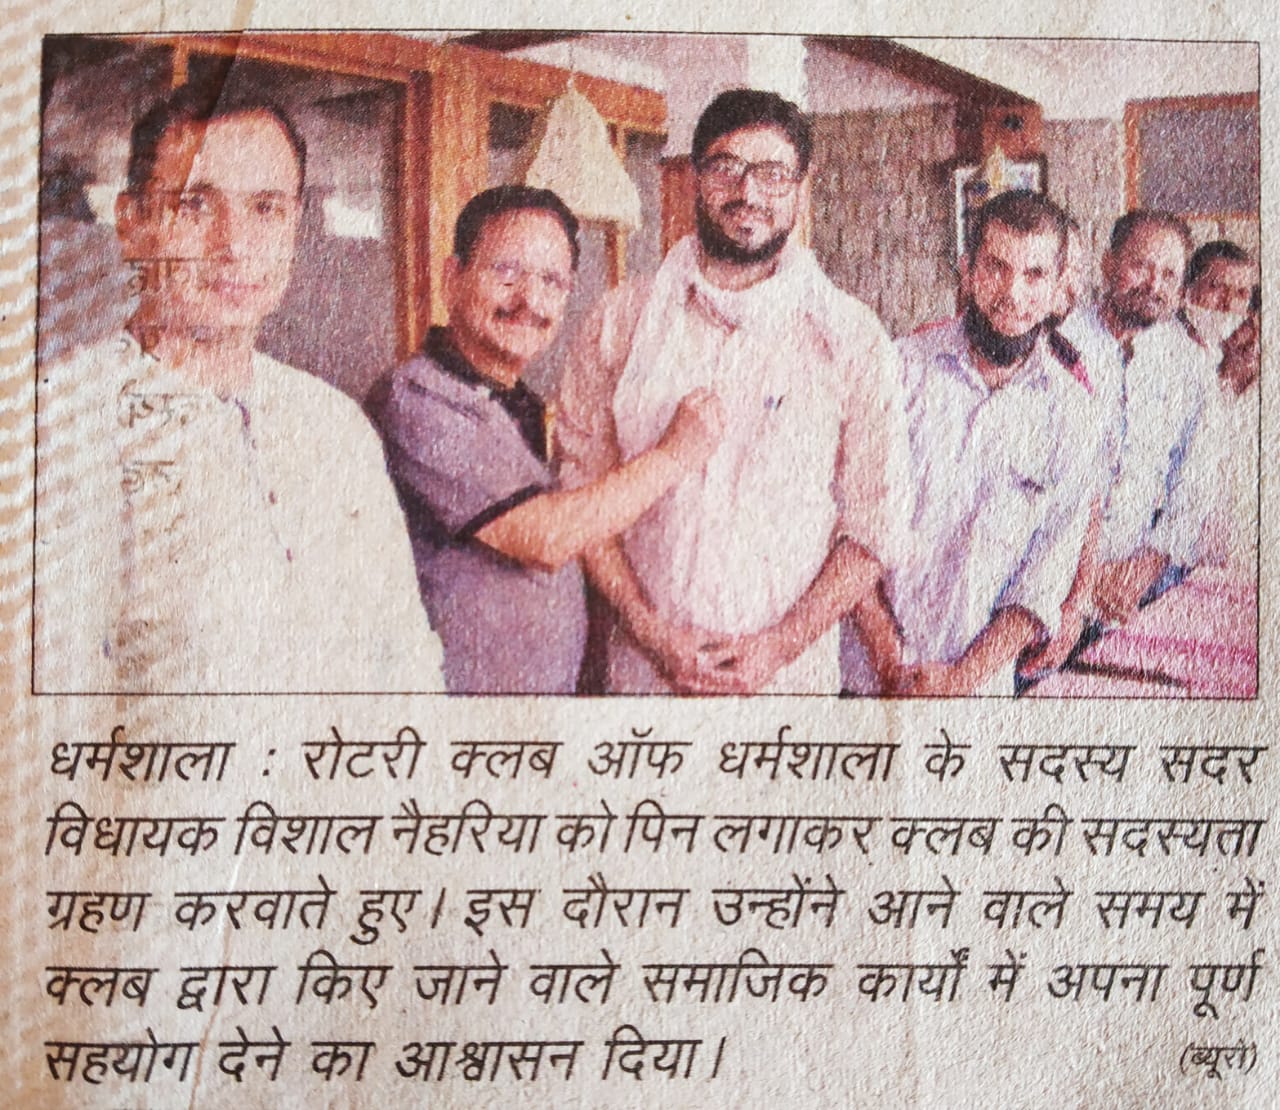 धर्मशाला : रोटरी क्लब ऑफ धर्मशाला के सदस्य सदर
विधायक विशाल नैहरिया को पिन लगाकर क्लब की सदस्यता
ग्रहण करवाते हुए। इस दौरान उन्होंने आने वाले समय में
क्लब द्वारा किए जाने वाले समाजिक कार्यों में अपना पूर्ण
सहयोग देने का आश्वासन दिया।
(ब्यूरो)